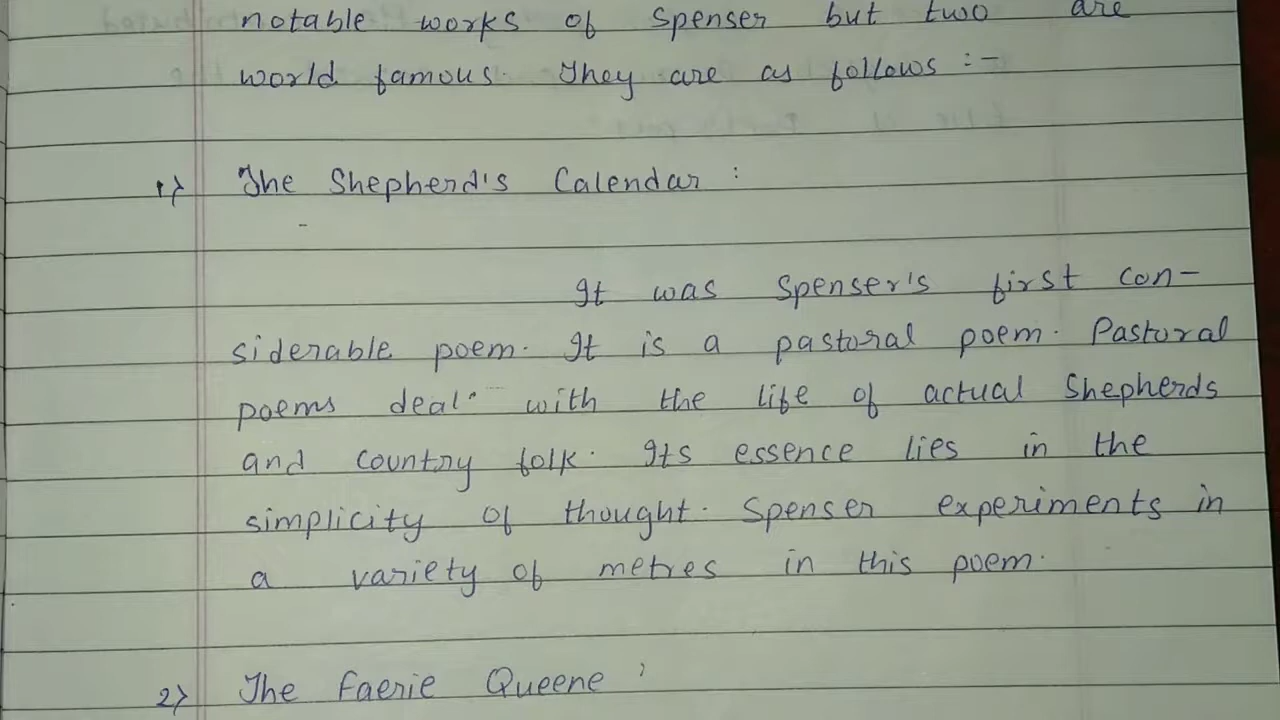 notable works of Spenser but two are
world famous. They are as follows :-
1) The Shepherd's Calendar :
It was Spenser's first con-
siderable poem. It is a pastoral poem. Pastoral
poems deal with the life of actual Shepherds
and country folk. Its essence lies in the
simplicity of thought. Spenser experiments in
a variety of metres in this poem.
2) The Faerie Queene :